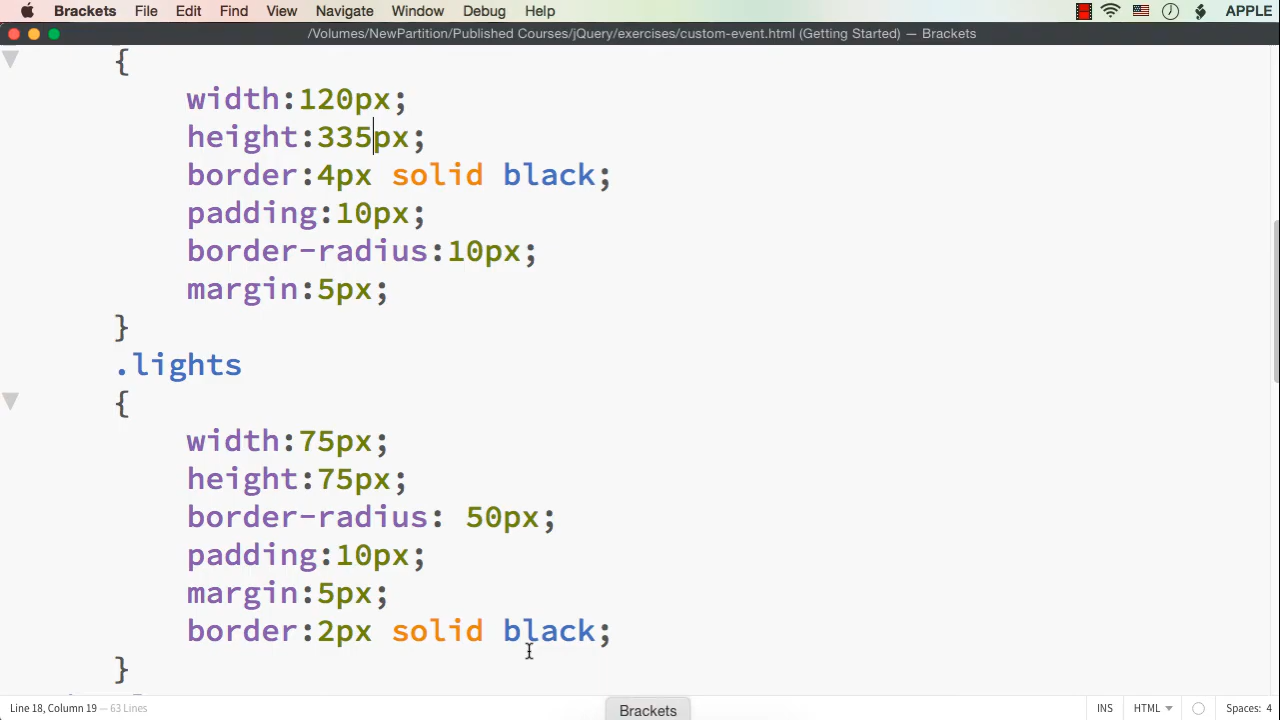 Brackets File Edit Find View Navigate Window Debug Help APPLE
/Volumes/NewPartition/Published Courses/jQuery/exercises/custom-event.html (Getting Started) — Brackets
{
width:120px;
height:335px;
border:4px solid black;
padding:10px;
border-radius:10px;
margin:5px;
}
.lights
{
width:75px;
height:75px;
border-radius: 50px;
padding:10px;
margin:5px;
border:2px solid black;
}
Line 18, Column 19 — 63 Lines INS HTML Spaces: 4
Brackets